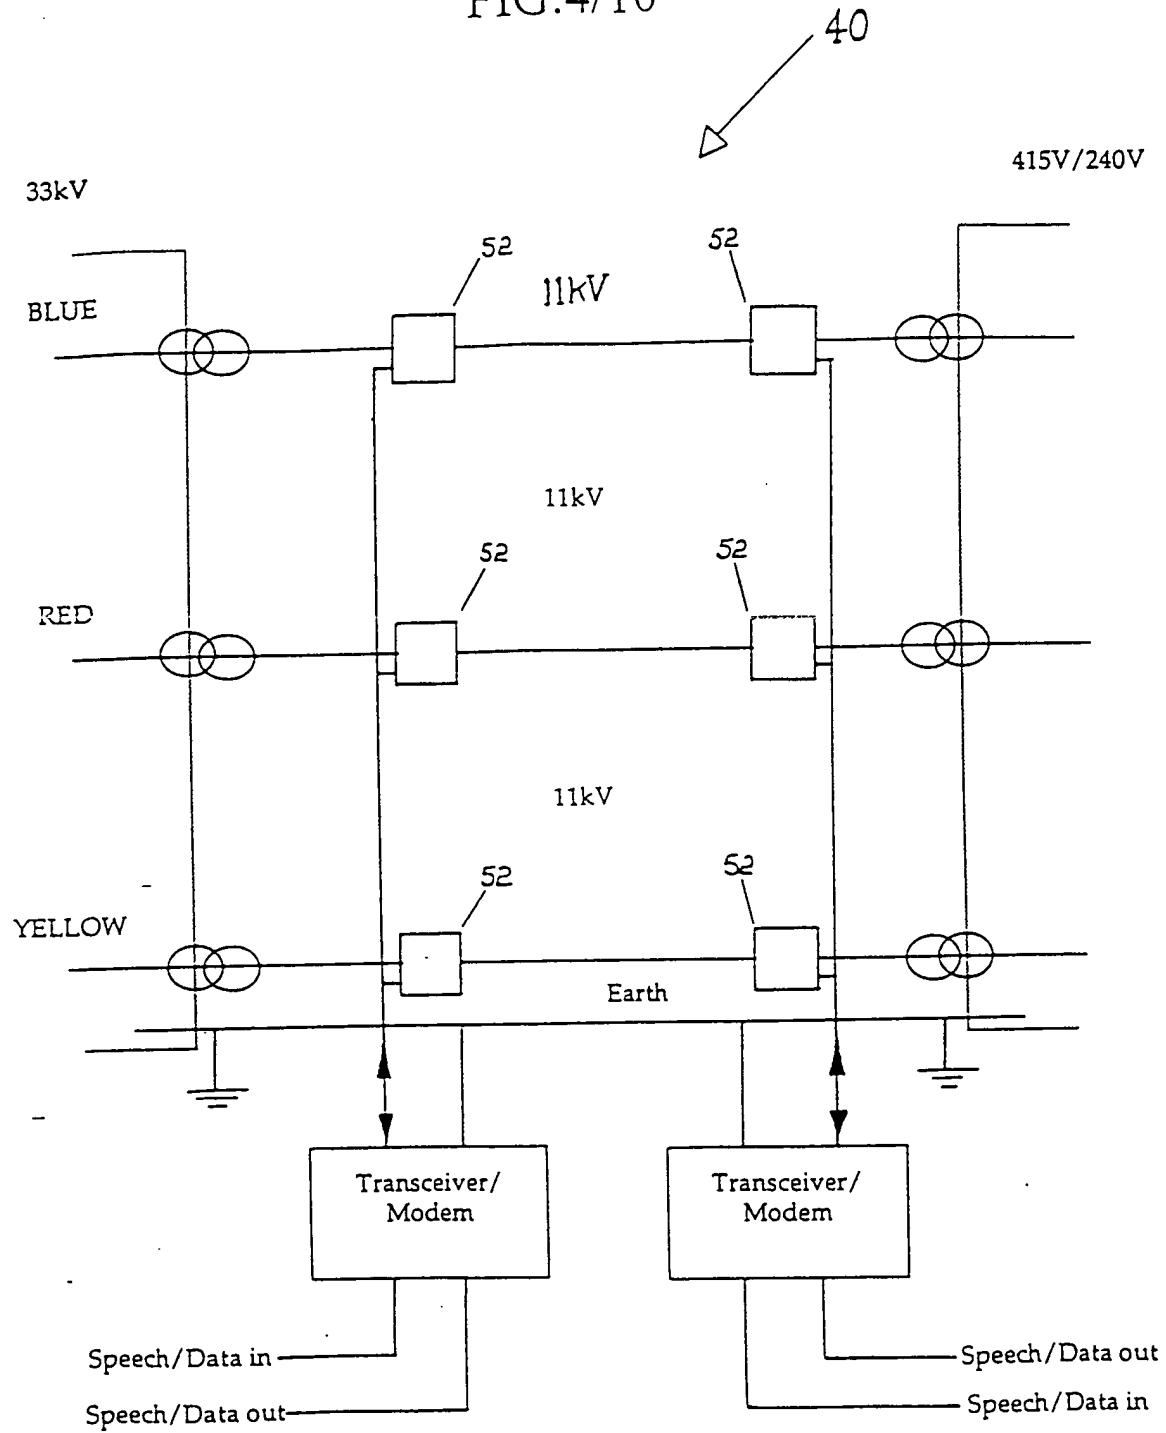 FIG.4/10
40
33kV
415V/240V
52
52
11kV
BLUE
11kV
52
52
RED
11kV
52
52
YELLOW
Earth
Transceiver/
Modem
Transceiver/
Modem
Speech/Data in
Speech/Data out
Speech/Data out
Speech/Data in